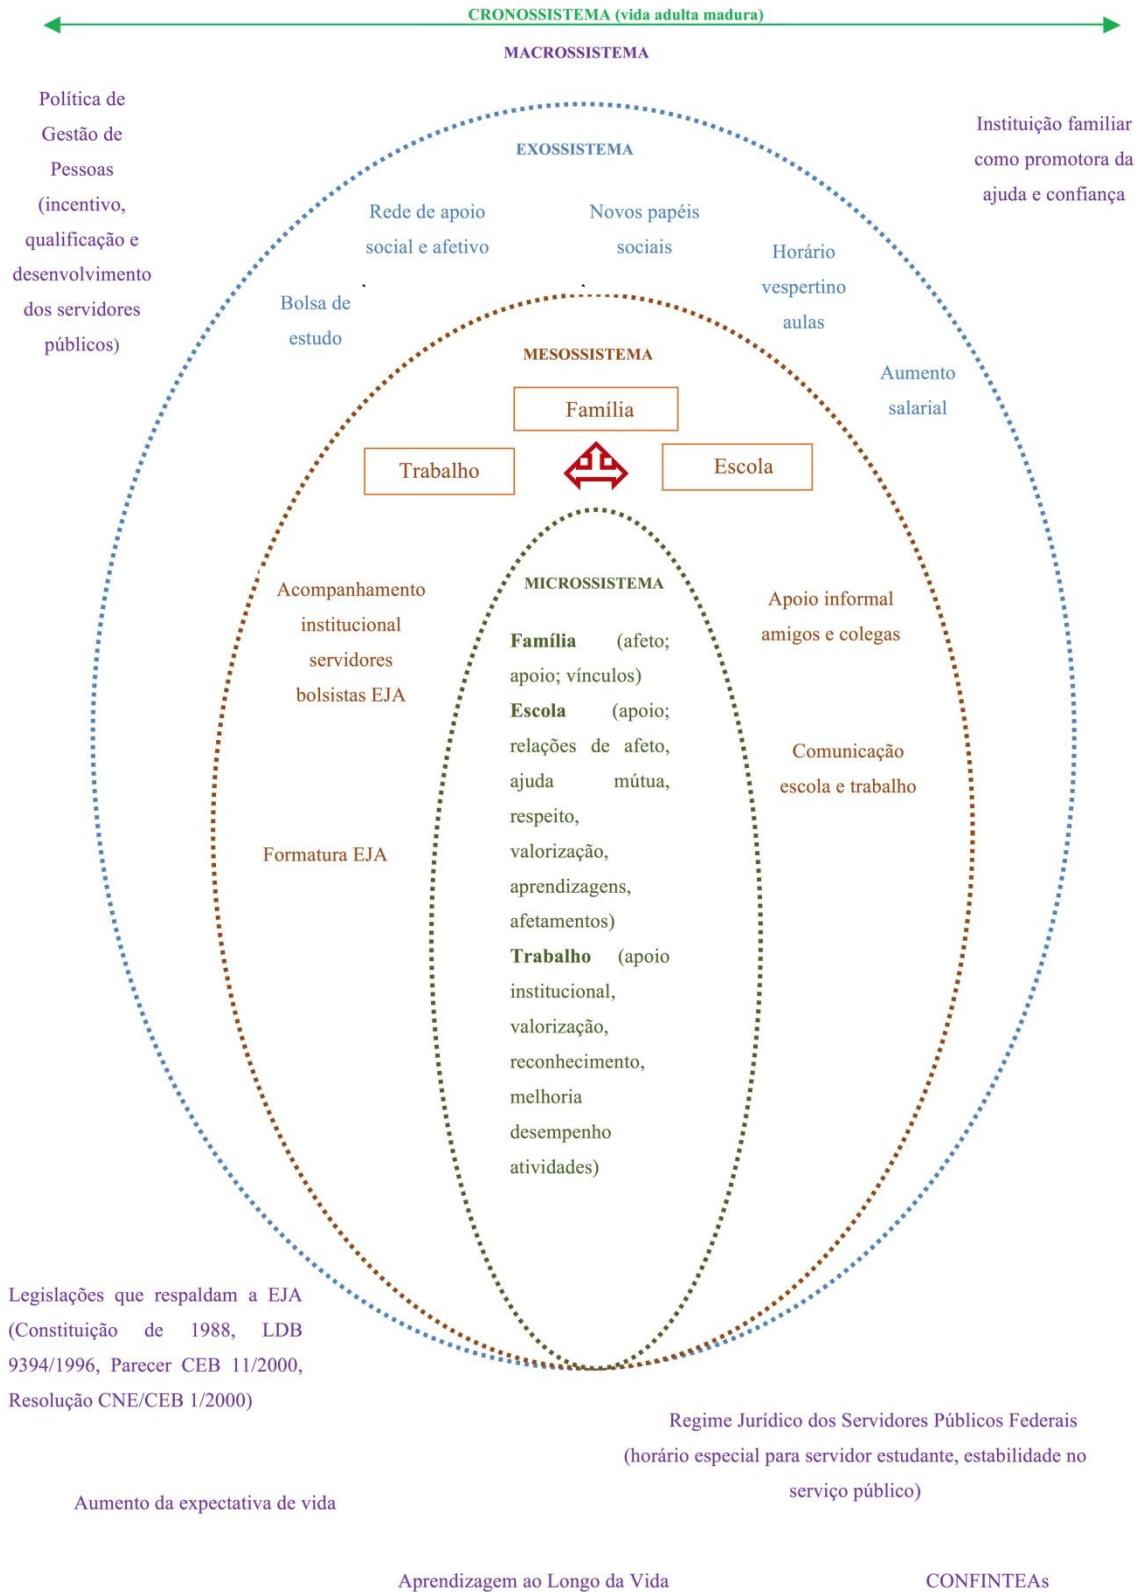 CRONOSSISTEMA (vida adulta madura)
MACROSSISTEMA
Política de
Gestão de
Pessoas
(incentivo,
qualificação e
desenvolvimento
dos servidores
públicos)
Instituição familiar
como promotora da
ajuda e confiança
EXOSSISTEMA
Rede de apoio
social e afetivo
Novos papéis
sociais
Horário
vespertino
aulas
Bolsa de
estudo
Aumento
salarial
MESOSSISTEMA
Família
Trabalho
Escola
Acompanhamento
institucional
servidores
bolsistas EJA
Formatura EJA
Apoio informal
amigos e colegas
Comunicação
escola e trabalho
MICROSSISTEMA
Família (afeto;
apoio; vínculos)
Escola (apoio;
relações de afeto,
ajuda mútua,
respeito,
valorização,
aprendizagens,
afetamentos)
Trabalho (apoio
institucional,
valorização,
reconhecimento,
melhoria
desempenho
atividades)
Legislações que respaldam a EJA
(Constituição de 1988, LDB
9394/1996, Parecer CEB 11/2000,
Resolução CNE/CEB 1/2000)
Regime Jurídico dos Servidores Públicos Federais
(horário especial para servidor estudante, estabilidade no
serviço público)
Aumento da expectativa de vida
Aprendizagem ao Longo da Vida
CONFINTEAs